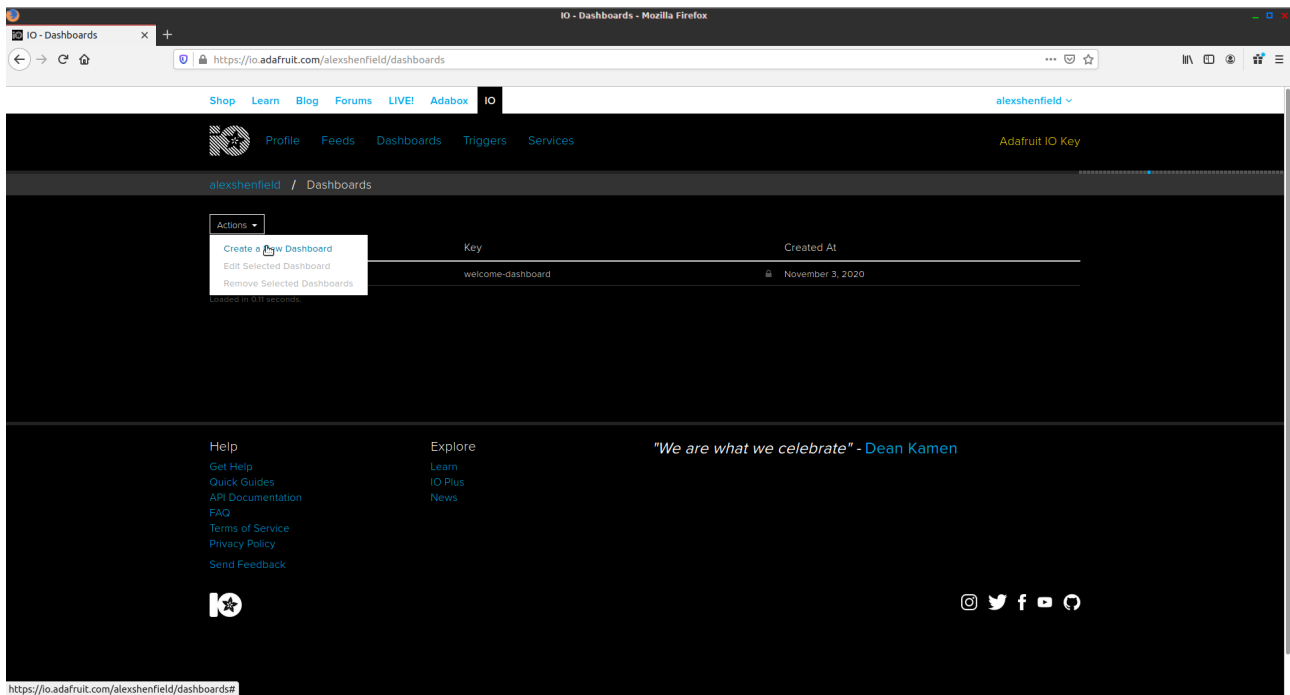 IO - Dashboards - Mozilla Firefox
IO - Dashboards
https://io.adafruit.com/alexshenfield/dashboards
Shop Learn Blog Forums LIVE! Adabox IO alexshenfield
Profile Feeds Dashboards Triggers Services Adafruit IO Key
alexshenfield / Dashboards
Actions
Create a New Dashboard
Edit Selected Dashboard
Remove Selected Dashboards
Key Created At
welcome-dashboard November 3, 2020
Loaded in 0.11 seconds.
Help
Get Help
Quick Guides
API Documentation
FAQ
Terms of Service
Privacy Policy
Send Feedback
Explore
Learn
IO Plus
News
"We are what we celebrate" - Dean Kamen
https://io.adafruit.com/alexshenfield/dashboards#